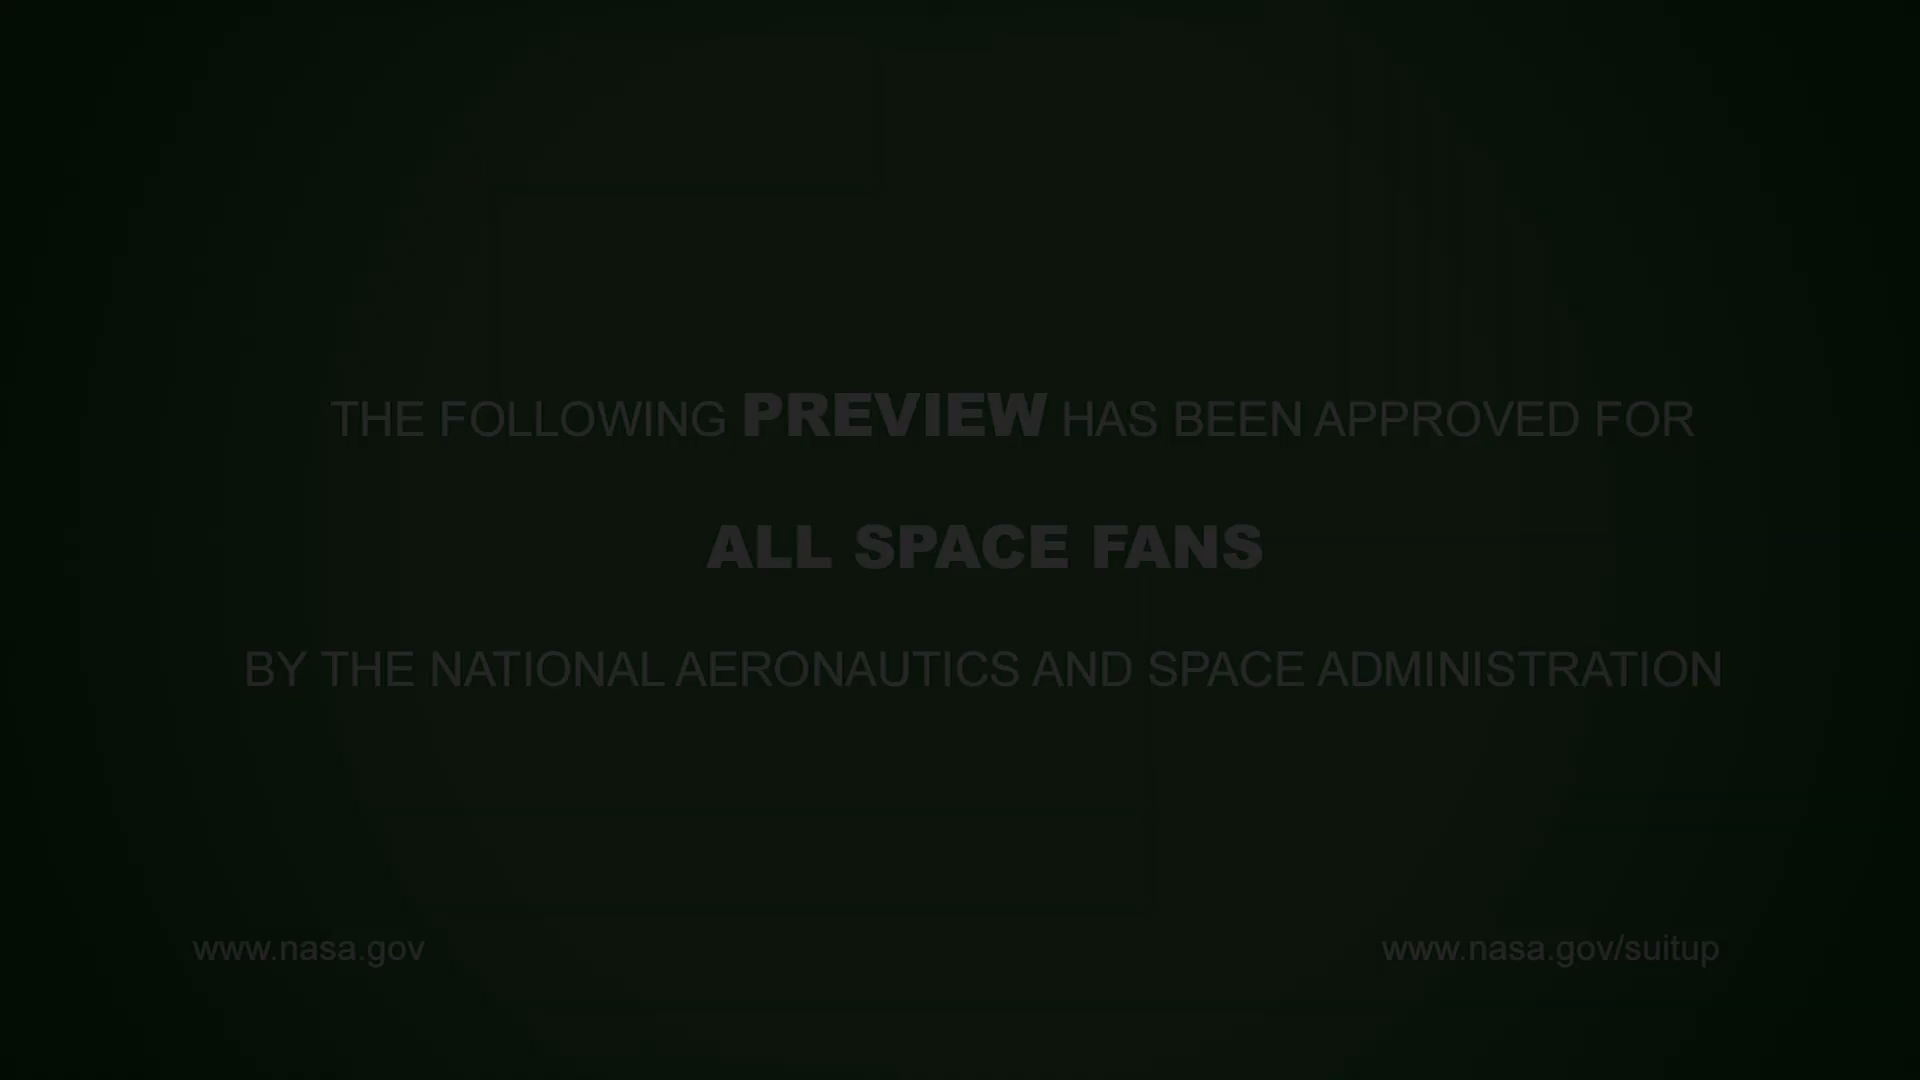 THE FOLLOWING PREVIEW HAS BEEN APPROVED FOR
ALL SPACE FANS
BY THE NATIONAL AERONAUTICS AND SPACE ADMINISTRATION
www.nasa.gov www.nasa.gov/suitup